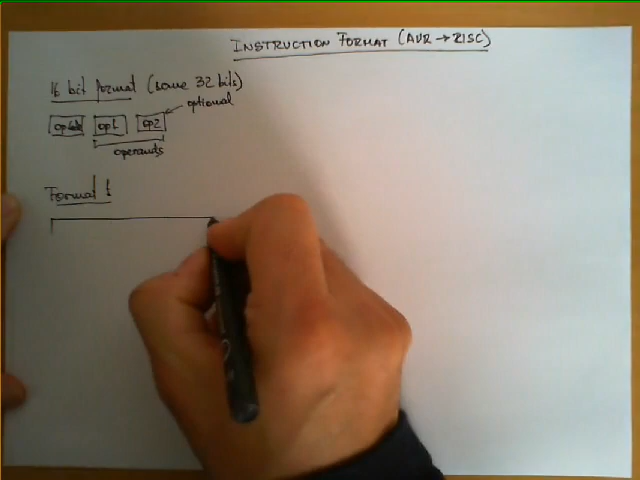 INSTRUCTION FORMAT (AVR → RISC)
16 bit format (some 32 bits)
optional
opcode op1 op2
operands
Format 1